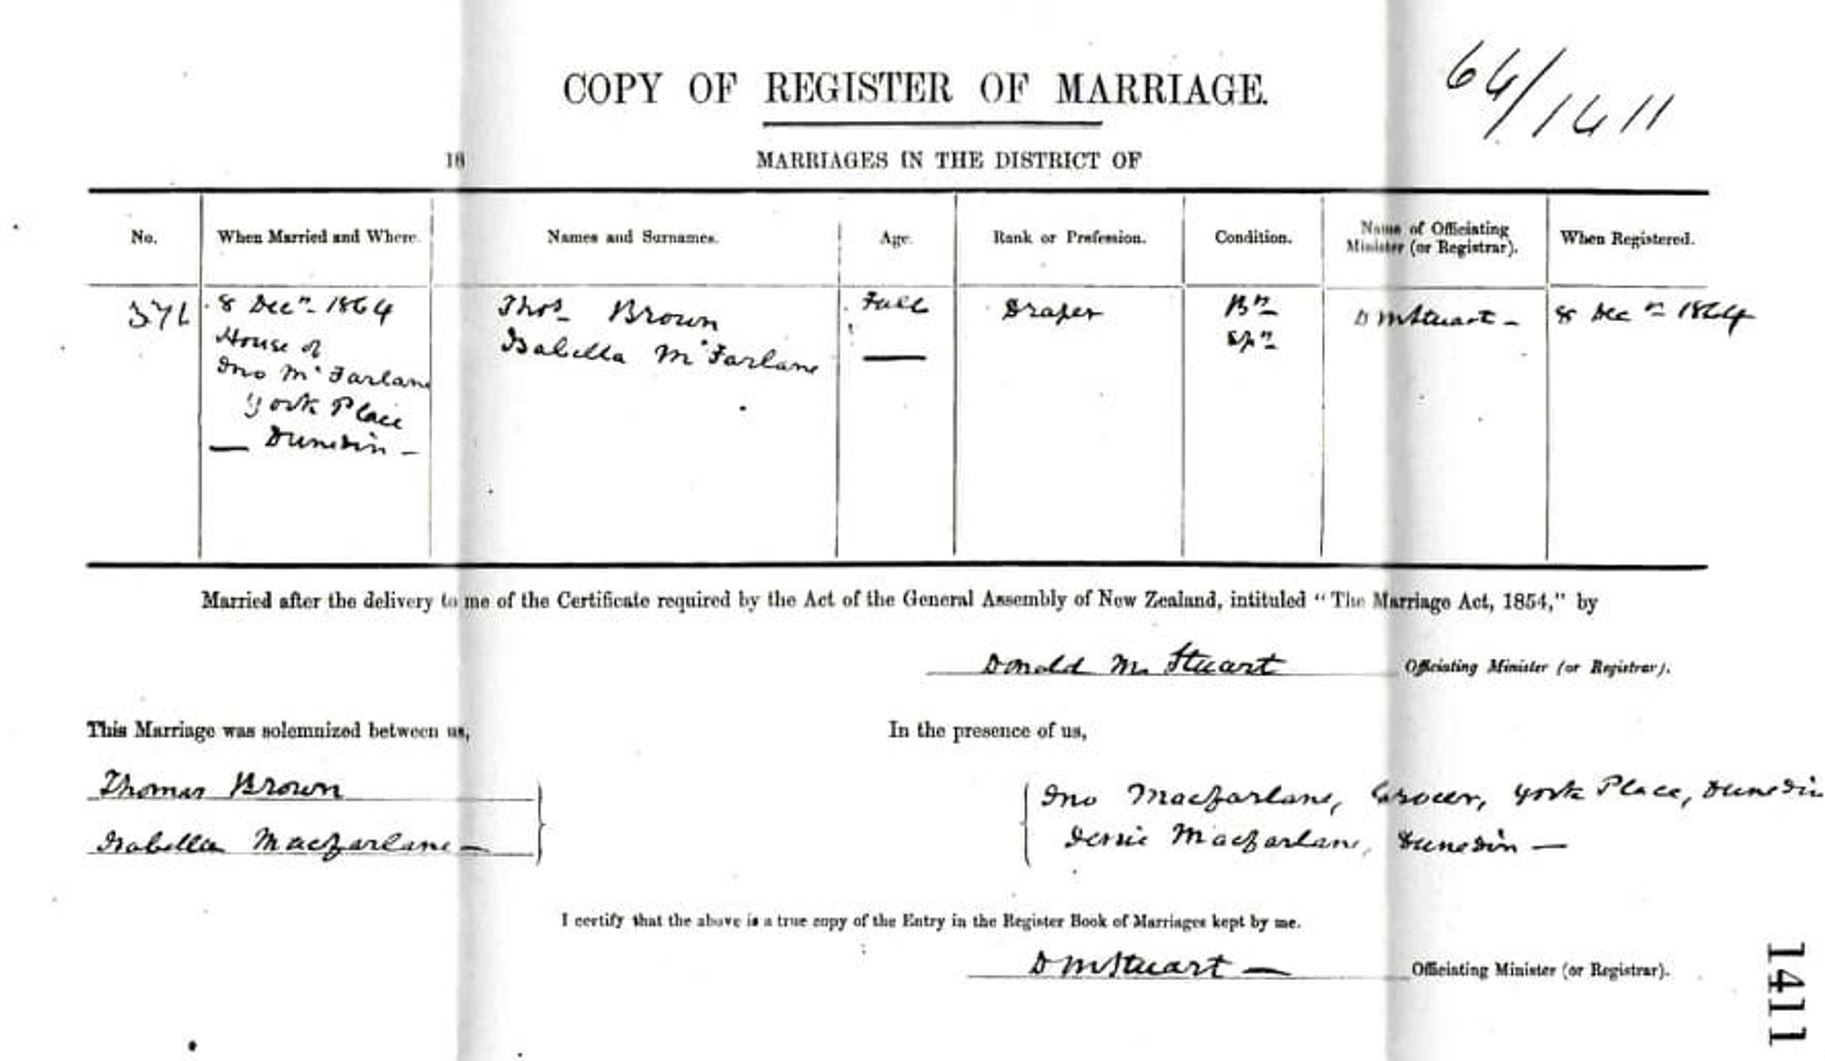 COPY OF REGISTER OF MARRIAGE.
64/1411
18
MARRIAGES IN THE DISTRICT OF
No.
When Married and Where.
Names and Surnames.
Age.
Rank or Profession.
Condition.
Name of Officiating
Minister (or Registrar).
When Registered.
371
8 Decr. 1864
House of
Jno McFarlane
York Place
— Dunedin —
Thos. Brown
Isabella McFarlane
Full
—
Draper
Br.
Spr.
D M Stuart —
8 Decr. 1864
Married after the delivery to me of the Certificate required by the Act of the General Assembly of New Zealand, intituled "The Marriage Act, 1854," by
Donald M. Stuart
Officiating Minister (or Registrar).
This Marriage was solemnized between us,
In the presence of us,
Thomas Brown
Isabella Macfarlane —
Jno Macfarlane, Grocer, York Place, Dunedin
Jessie Macfarlane, Dunedin —
I certify that the above is a true copy of the Entry in the Register Book of Marriages kept by me.
D M Stuart —
Officiating Minister (or Registrar).
1411